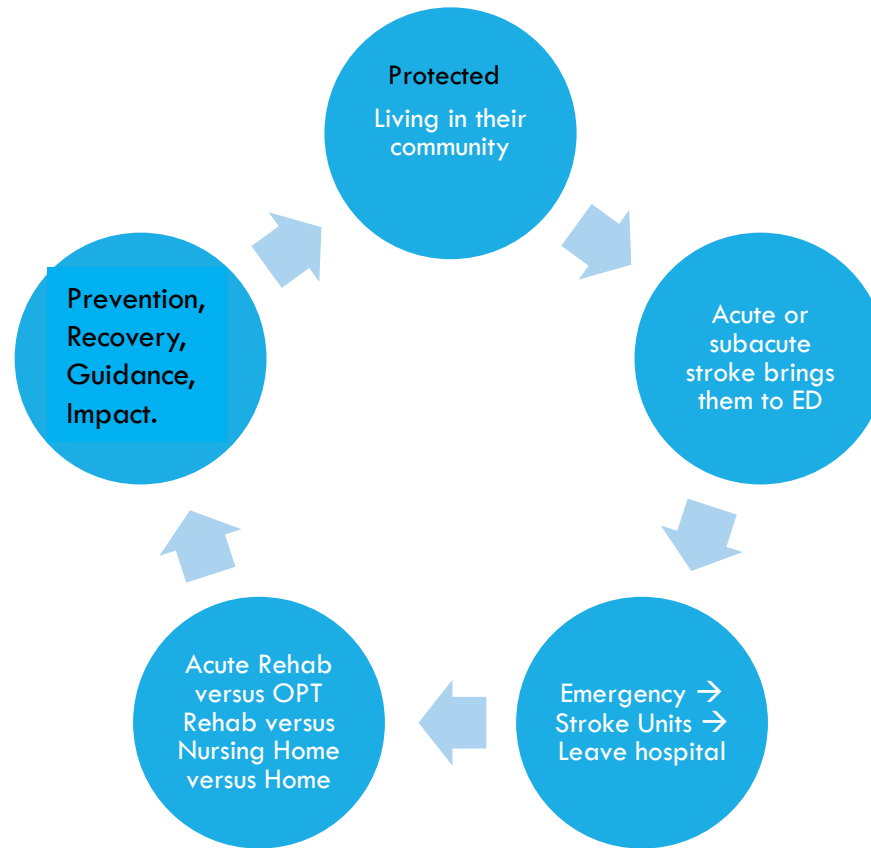 Protected
Living in their
community
Acute or
subacute
stroke brings
them to ED
Emergency →
Stroke Units →
Leave hospital
Acute Rehab
versus OPT
Rehab versus
Nursing Home
versus Home
Prevention,
Recovery,
Guidance,
Impact.